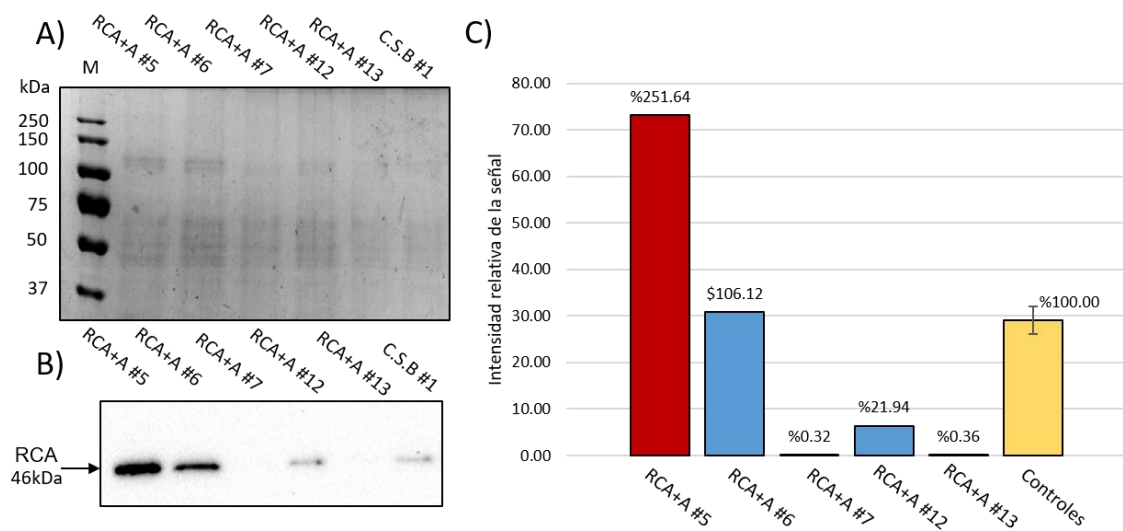 A)
RCA+A #5
RCA+A #6
RCA+A #7
RCA+A #12
RCA+A #13
C.S.B #1
M
kDa
250
150
100
75
50
37
B)
RCA+A #5
RCA+A #6
RCA+A #7
RCA+A #12
RCA+A #13
C.S.B #1
RCA
46kDa
C)
Intensidad relativa de la señal
80.00
70.00
60.00
50.00
40.00
30.00
20.00
10.00
0.00
%251.64
$106.12
%0.32
%21.94
%0.36
%100.00
RCA+A #5
RCA+A #6
RCA+A #7
RCA+A #12
RCA+A #13
Controles